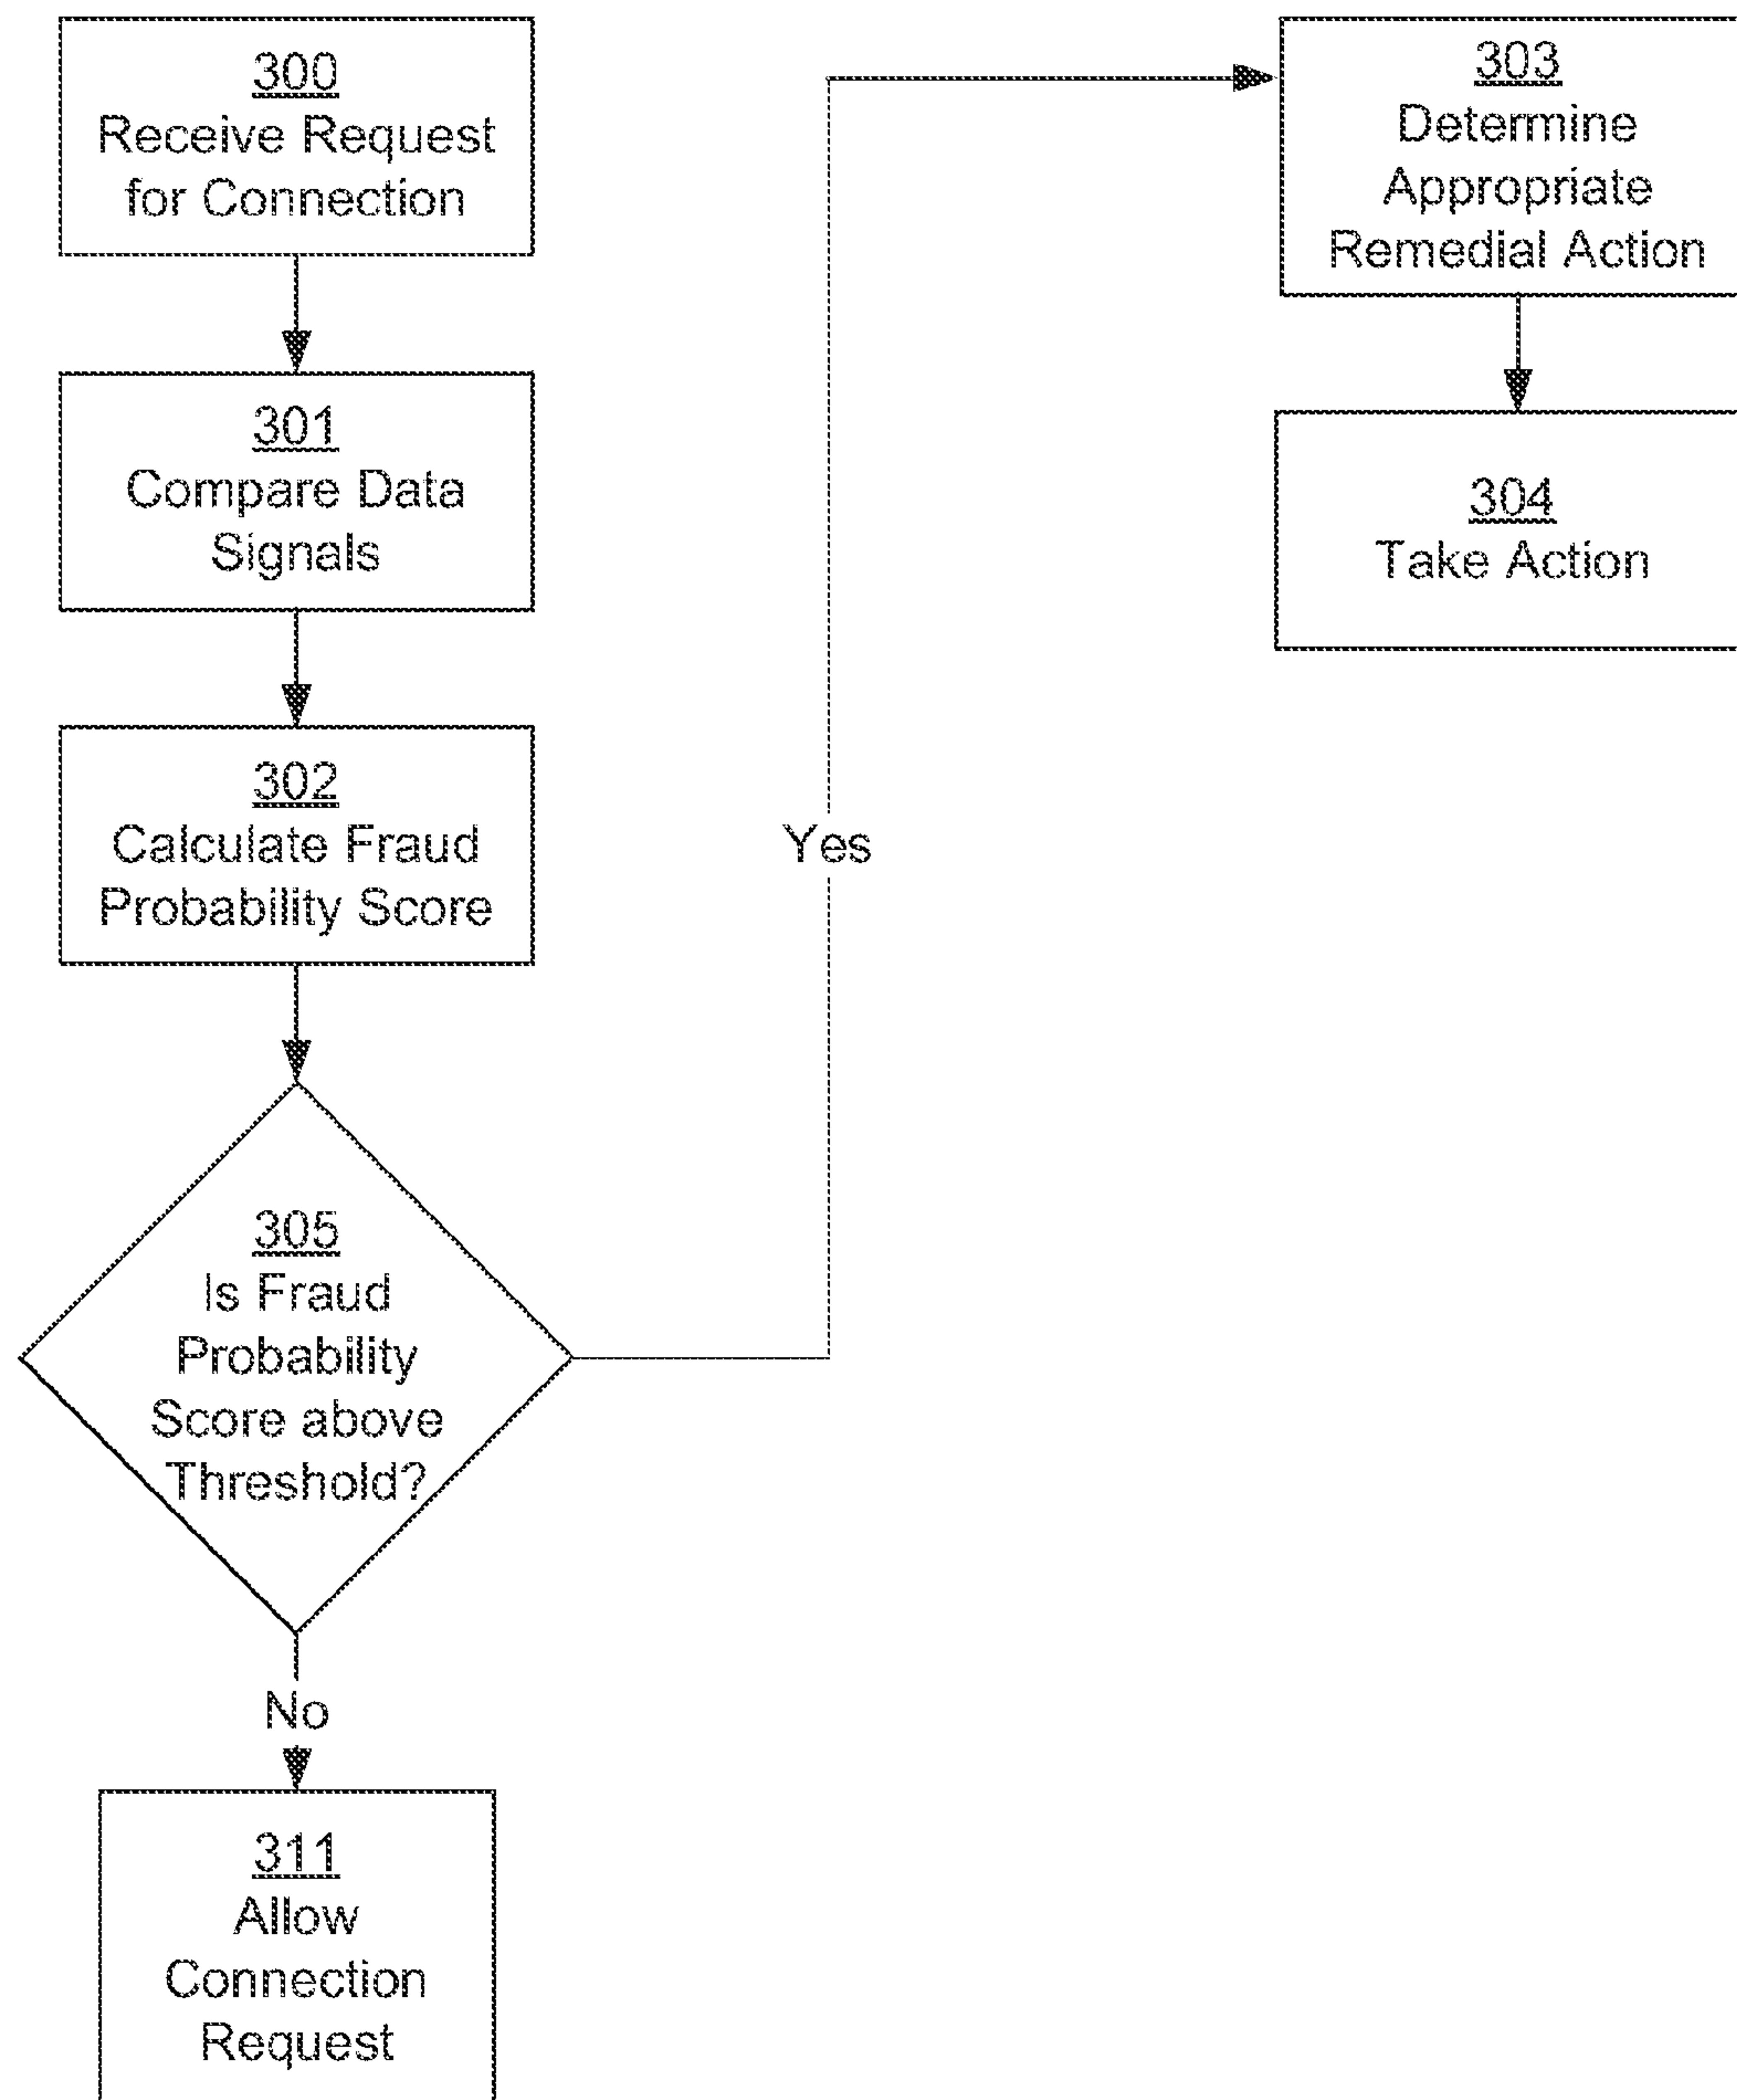 300
Receive Request
for Connection
301
Compare Data
Signals
302
Calculate Fraud
Probability Score
305
Is Fraud
Probability
Score above
Threshold?
No
311
Allow
Connection
Request
Yes
303
Determine
Appropriate
Remedial Action
304
Take Action